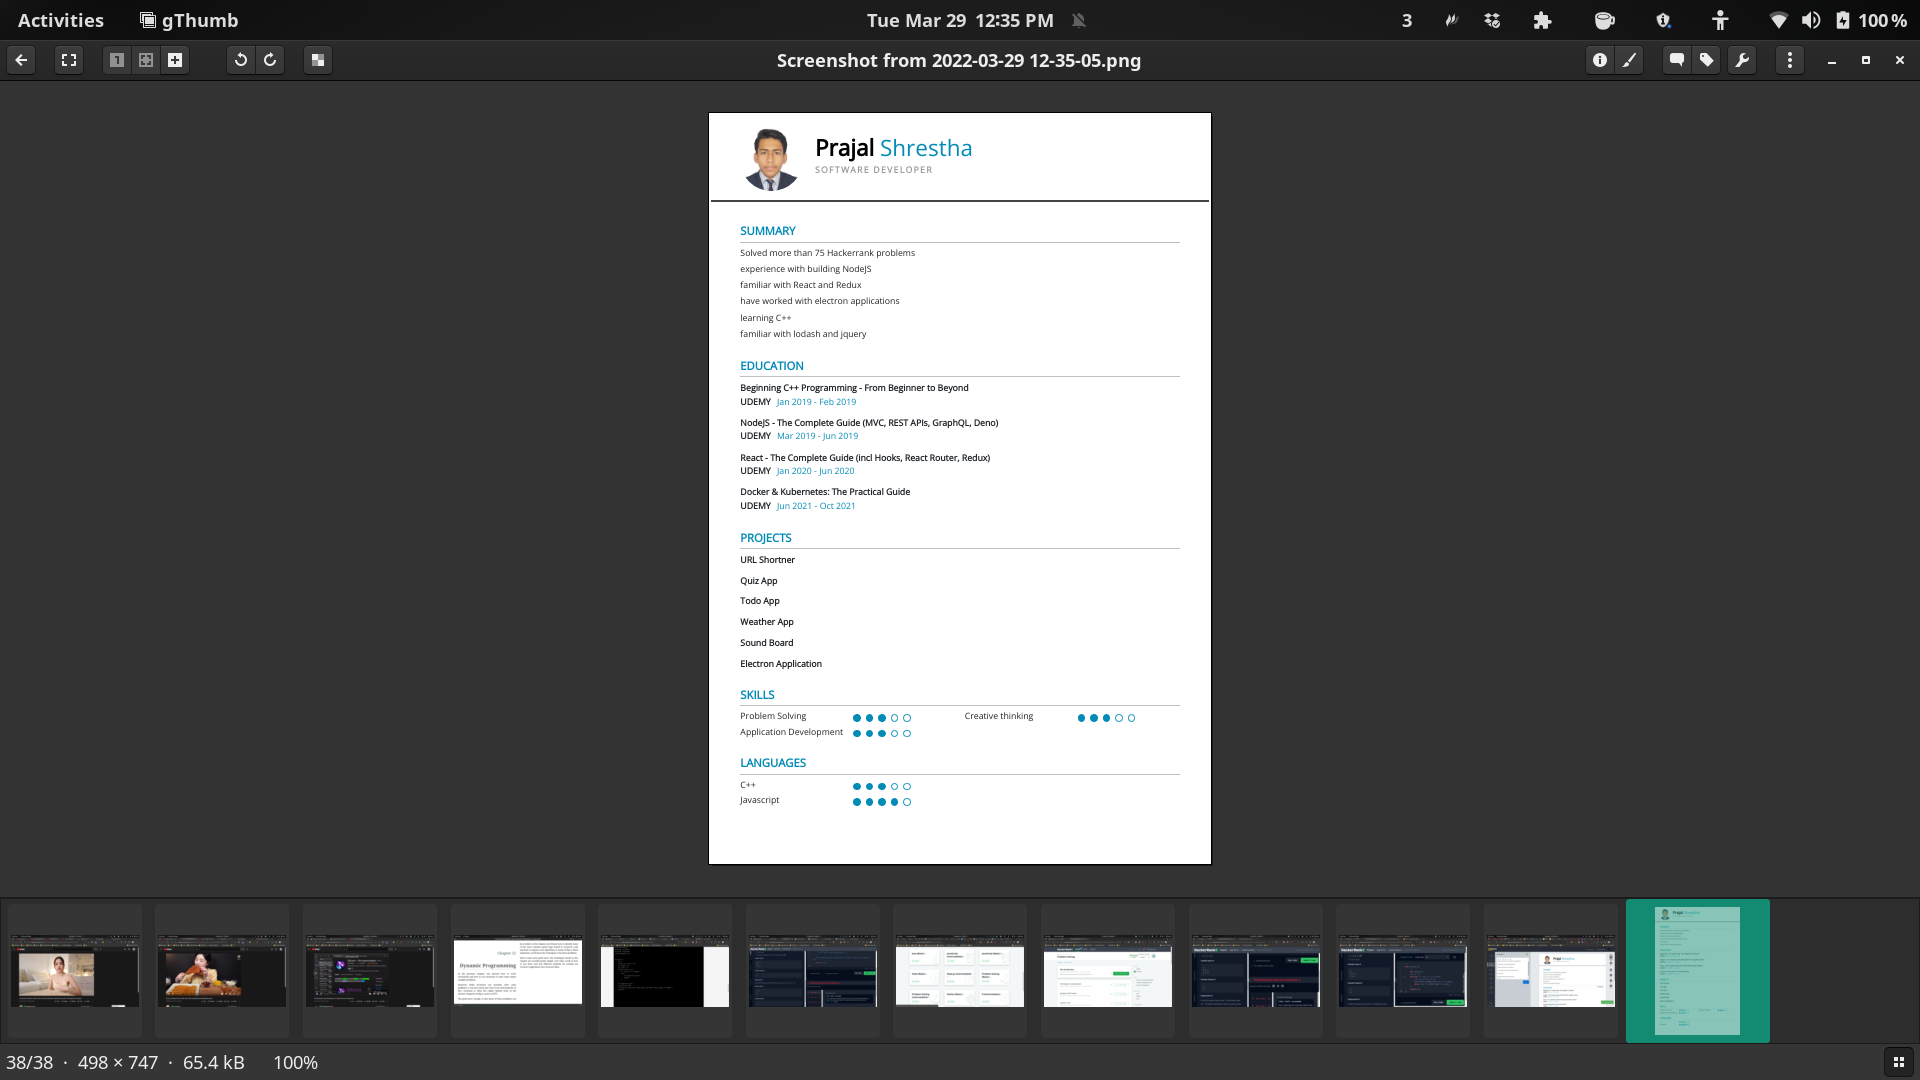 Activities
gThumb
Tue Mar 29 12:35 PM
3
100 %
Screenshot from 2022-03-29 12-35-05.png
Prajal Shrestha
SOFTWARE DEVELOPER
SUMMARY
Solved more than 75 Hackerrank problems
experience with building NodeJS
familiar with React and Redux
have worked with electron applications
learning C++
familiar with lodash and jquery
EDUCATION
Beginning C++ Programming - From Beginner to Beyond
UDEMY Jan 2019 - Feb 2019
NodeJS - The Complete Guide (MVC, REST APIs, GraphQL, Deno)
UDEMY Mar 2019 - Jun 2019
React - The Complete Guide (incl Hooks, React Router, Redux)
UDEMY Jan 2020 - Jun 2020
Docker & Kubernetes: The Practical Guide
UDEMY Jun 2021 - Oct 2021
PROJECTS
URL Shortner
Quiz App
Todo App
Weather App
Sound Board
Electron Application
SKILLS
Problem Solving
Creative thinking
Application Development
LANGUAGES
C++
Javascript
Dynamic Programming
Prajal Shrestha
38/38 · 498 × 747 · 65.4 kB 100%